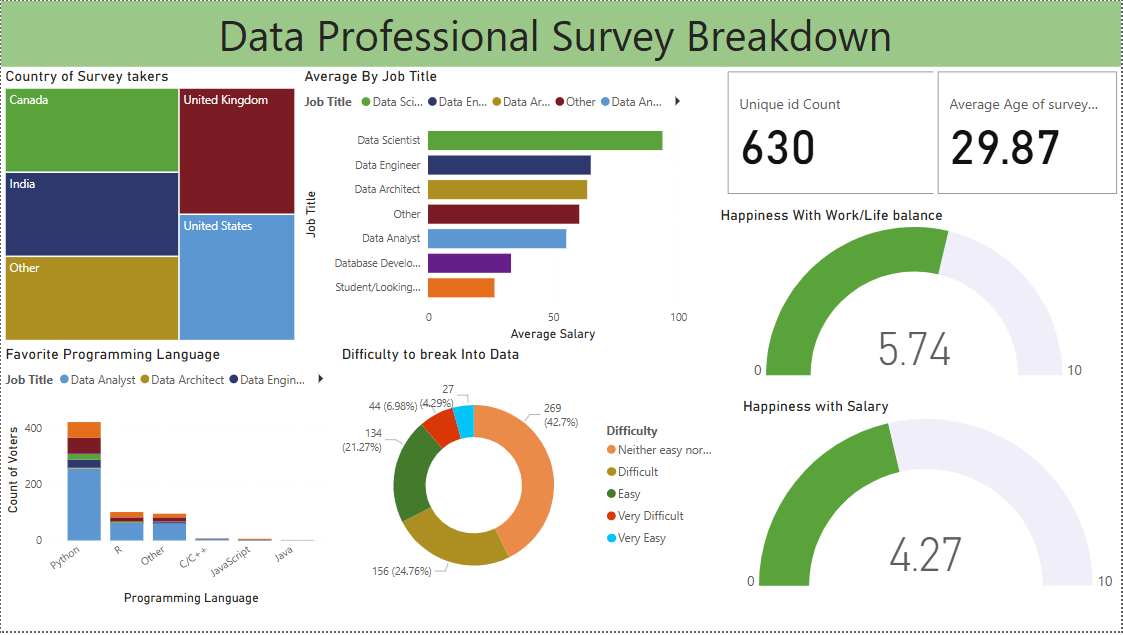 Data Professional Survey Breakdown
Country of Survey takers
Canada
United Kingdom
India
United States
Other
Average By Job Title
Job Title Data Sci... Data En... Data Ar... Other Data An...
Job Title
Data Scientist
Data Engineer
Data Architect
Other
Data Analyst
Database Develo...
Student/Looking...
0 50 100
Average Salary
Unique id Count
630
Average Age of survey...
29.87
Happiness With Work/Life balance
5.74
0 10
Favorite Programming Language
Job Title Data Analyst Data Architect Data Engin...
Count of Voters
400
200
0
Python R Other C/C++ JavaScript Java
Programming Language
Difficulty to break Into Data
27
(4.29%)
44 (6.98%)
269
(42.7%)
134
(21.27%)
156 (24.76%)
Difficulty
Neither easy nor...
Difficult
Easy
Very Difficult
Very Easy
Happiness with Salary
4.27
0 10